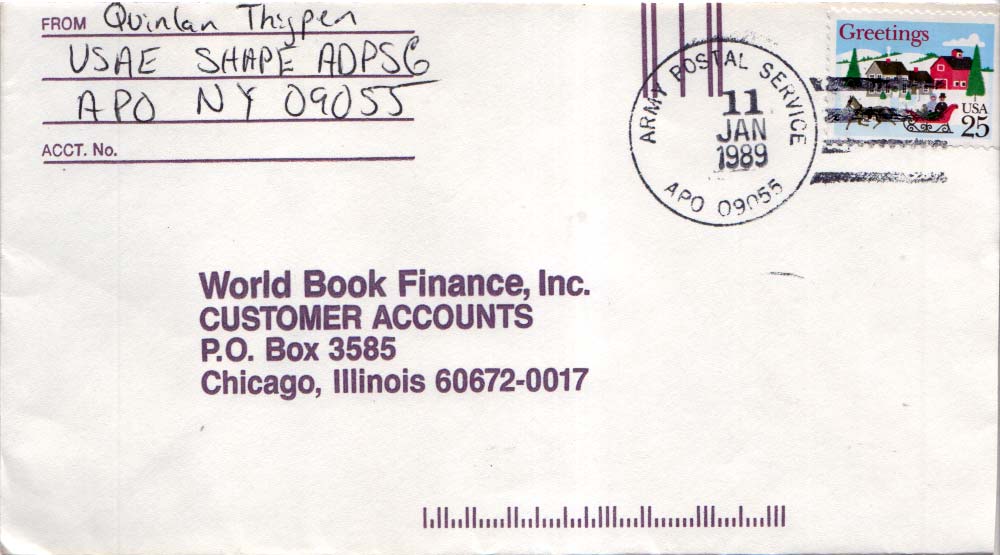 FROM Quinlan Thigpen
USAE SHAPE ADPSG
APO NY 09055
ACCT. No.
ARMY POSTAL SERVICE
11
JAN
1989
APO 09055
Greetings
USA
25
World Book Finance, Inc.
CUSTOMER ACCOUNTS
P.O. Box 3585
Chicago, Illinois 60672-0017